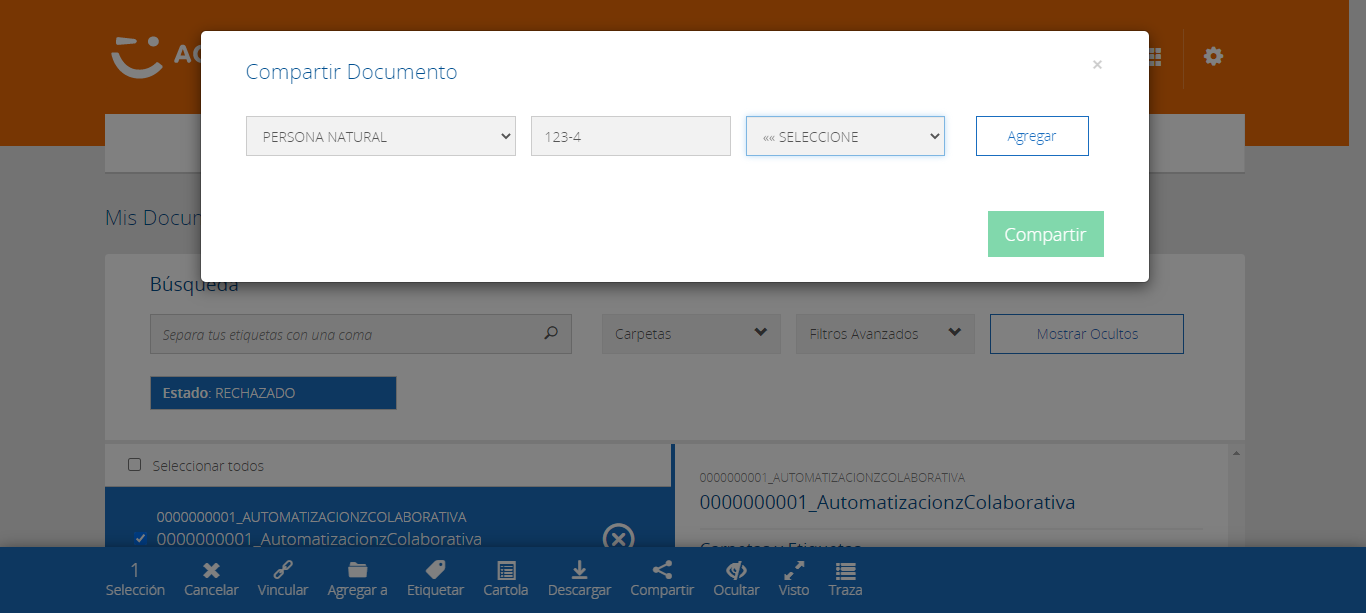 Compartir Documento
×
PERSONA NATURAL
123-4
«« SELECCIONE
Agregar
Compartir
Búsqueda
Separa tus etiquetas con una coma
Carpetas
Filtros Avanzados
Mostrar Ocultos
Estado: RECHAZADO
Seleccionar todos
0000000001_AUTOMATIZACIONZCOLABORATIVA
0000000001_AutomatizacionzColaborativa
0000000001_AUTOMATIZACIONZCOLABORATIVA
0000000001_AutomatizacionzColaborativa
Carpetas y Etiquetas
1
Selección
Cancelar
Vincular
Agregar a
Etiquetar
Cartola
Descargar
Compartir
Ocultar
Visto
Traza